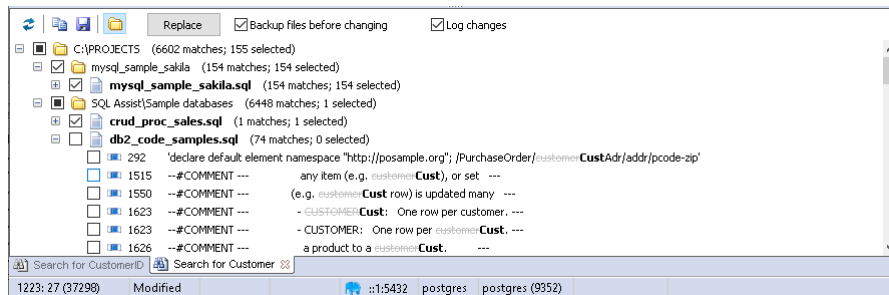 Replace Backup files before changing Log changes
C:\PROJECTS (6602 matches; 155 selected)
mysql_sample_sakila (154 matches; 154 selected)
mysql_sample_sakila.sql (154 matches; 154 selected)
SQL Assist\Sample databases (6448 matches; 1 selected)
crud_proc_sales.sql (1 matches; 1 selected)
db2_code_samples.sql (74 matches; 0 selected)
292 'declare default element namespace "http://posample.org"; /PurchaseOrder/customerCustAdr/addr/pcode-zip'
1515 --#COMMENT --- any item (e.g. customerCust), or set ---
1550 --#COMMENT --- (e.g. customerCust row) is updated many ---
1623 --#COMMENT --- - CUSTOMERCust: One row per customer. ---
1623 --#COMMENT --- - CUSTOMER: One row per customerCust. ---
1626 --#COMMENT --- a product to a customerCust. ---
Search for CustomerID Search for Customer
1223: 27 (37298) Modified ::1:5432 postgres postgres (9352)